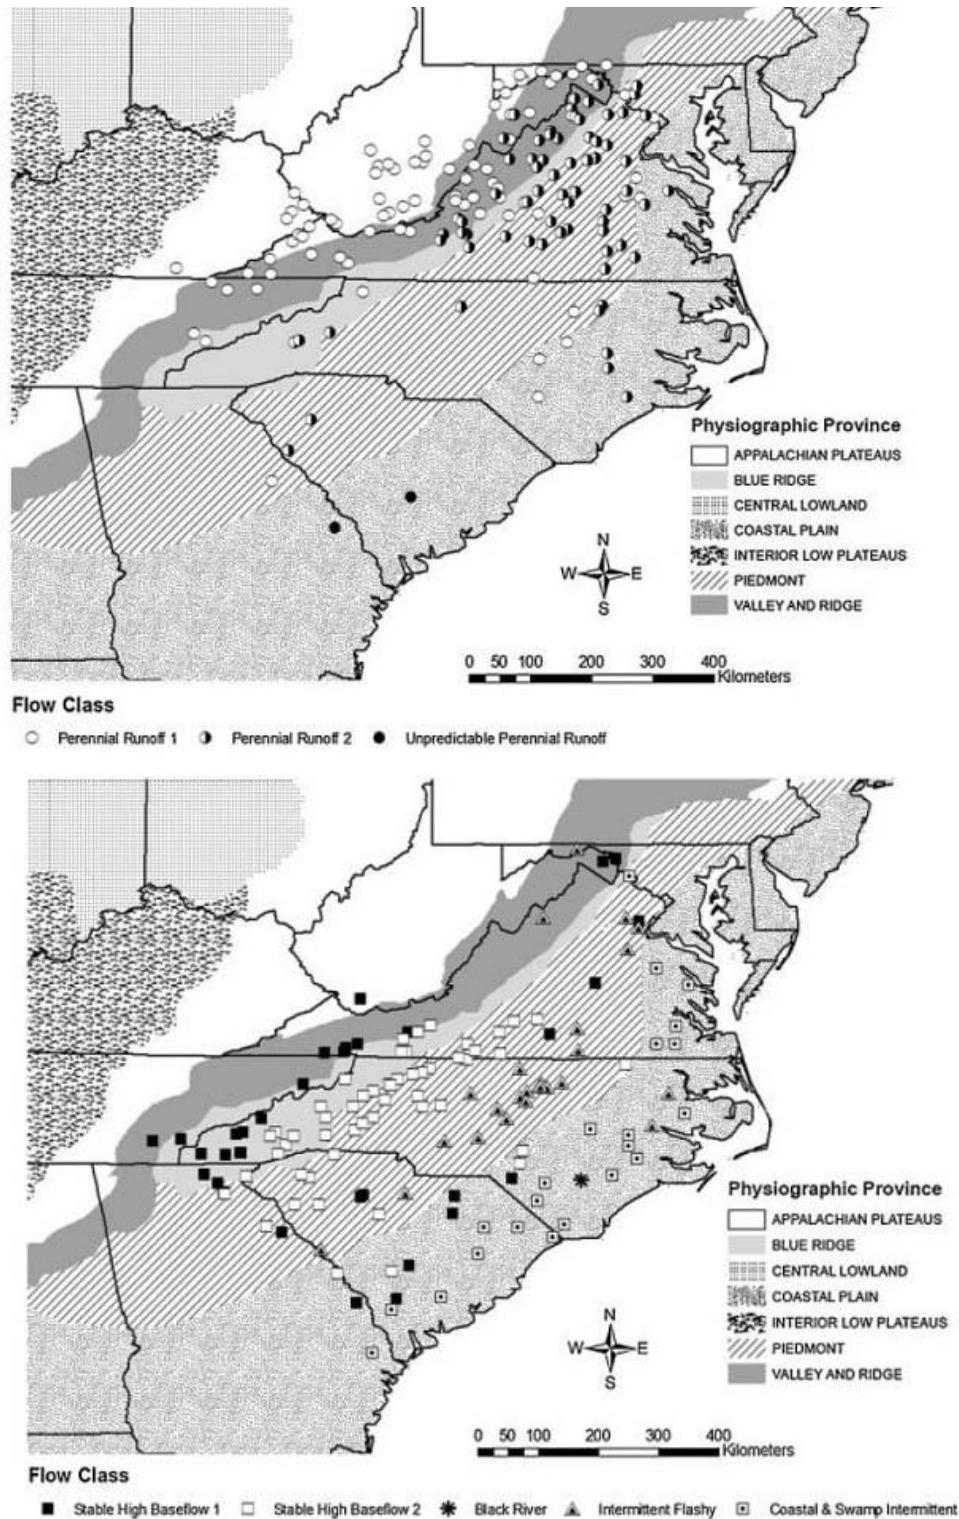 Physiographic Province
APPALACHIAN PLATEAUS
BLUE RIDGE
CENTRAL LOWLAND
COASTAL PLAIN
INTERIOR LOW PLATEAUS
PIEDMONT
VALLEY AND RIDGE
N
W E
S
0 50 100 200 300 400
Kilometers
Flow Class
Perennial Runoff 1 Perennial Runoff 2 Unpredictable Perennial Runoff
Physiographic Province
APPALACHIAN PLATEAUS
BLUE RIDGE
CENTRAL LOWLAND
COASTAL PLAIN
INTERIOR LOW PLATEAUS
PIEDMONT
VALLEY AND RIDGE
N
W E
S
0 50 100 200 300 400
Kilometers
Flow Class
Stable High Baseflow 1 Stable High Baseflow 2 Black River Intermittent Flashy Coastal & Swamp Intermittent